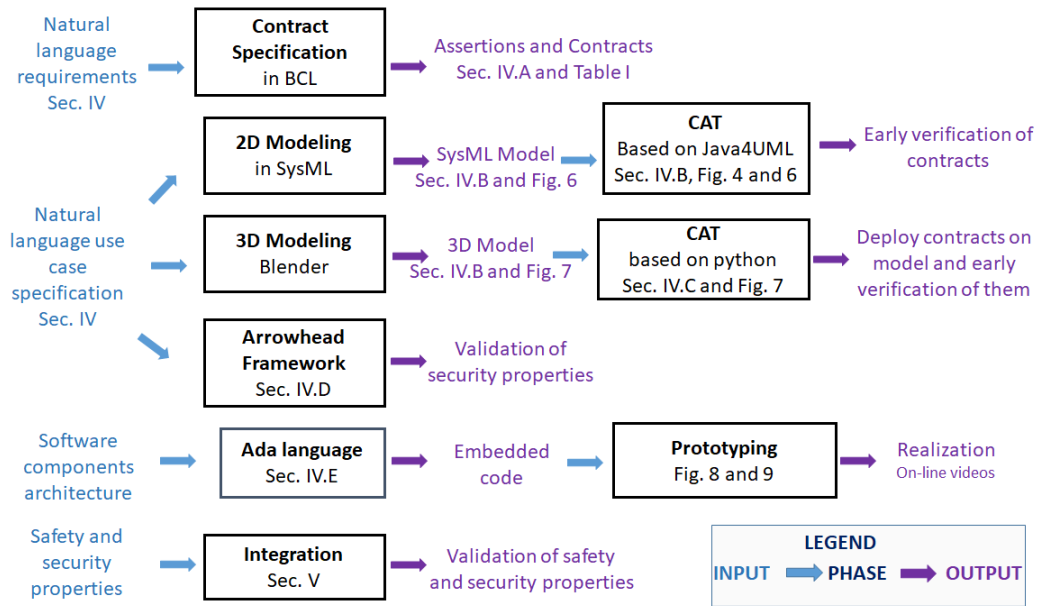 Natural
language
requirements
Sec. IV
Contract
Specification
in BCL
Assertions and Contracts
Sec. IV.A and Table I
2D Modeling
in SysML
SysML Model
Sec. IV.B and Fig. 6
CAT
Based on Java4UML
Sec. IV.B, Fig. 4 and 6
Early verification of
contracts
Natural
language use
case
specification
Sec. IV
3D Modeling
Blender
3D Model
Sec. IV.B and Fig. 7
CAT
based on python
Sec. IV.C and Fig. 7
Deploy contracts on
model and early
verification of them
Arrowhead
Framework
Sec. IV.D
Validation of
security properties
Software
components
architecture
Ada language
Sec. IV.E
Embedded
code
Prototyping
Fig. 8 and 9
Realization
On-line videos
Safety and
security
properties
Integration
Sec. V
Validation of safety
and security properties
LEGEND
INPUT PHASE OUTPUT